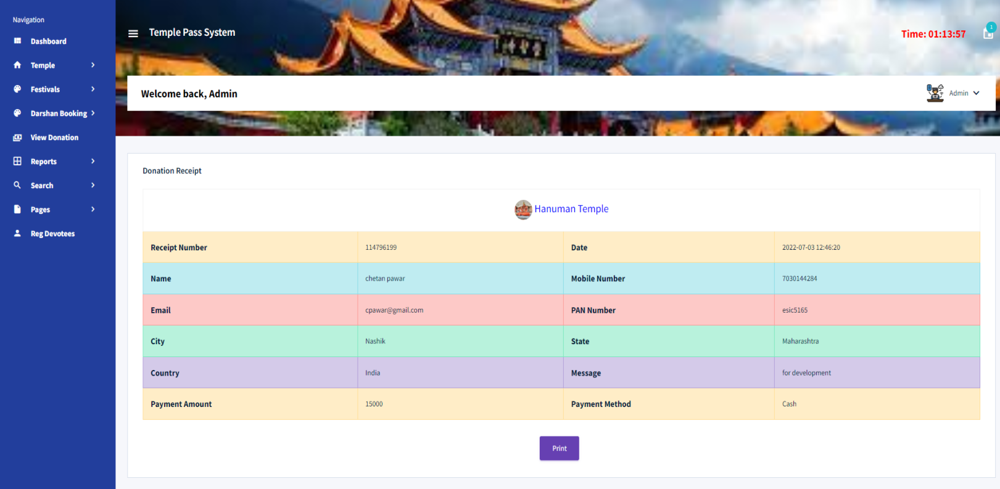 Navigation
Dashboard
Temple
Festivals
Darshan Booking
View Donation
Reports
Search
Pages
Reg Devotees
Temple Pass System
Time: 01:13:57
1
Welcome back, Admin
Admin
Donation Receipt
Hanuman Temple
Receipt Number 114796199 Date 2022-07-03 12:46:20
Name chetan pawar Mobile Number 7030144284
Email cpawar@gmail.com PAN Number esic5165
City Nashik State Maharashtra
Country India Message for development
Payment Amount 15000 Payment Method Cash
Print